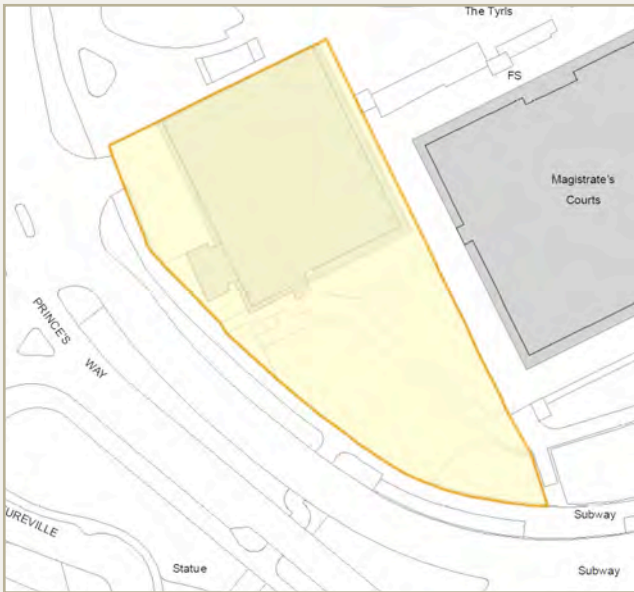 The Tyrls
FS
Magistrate's
Courts
PRINCE'S
WAY
UREVILLE
Statue
Subway
Subway